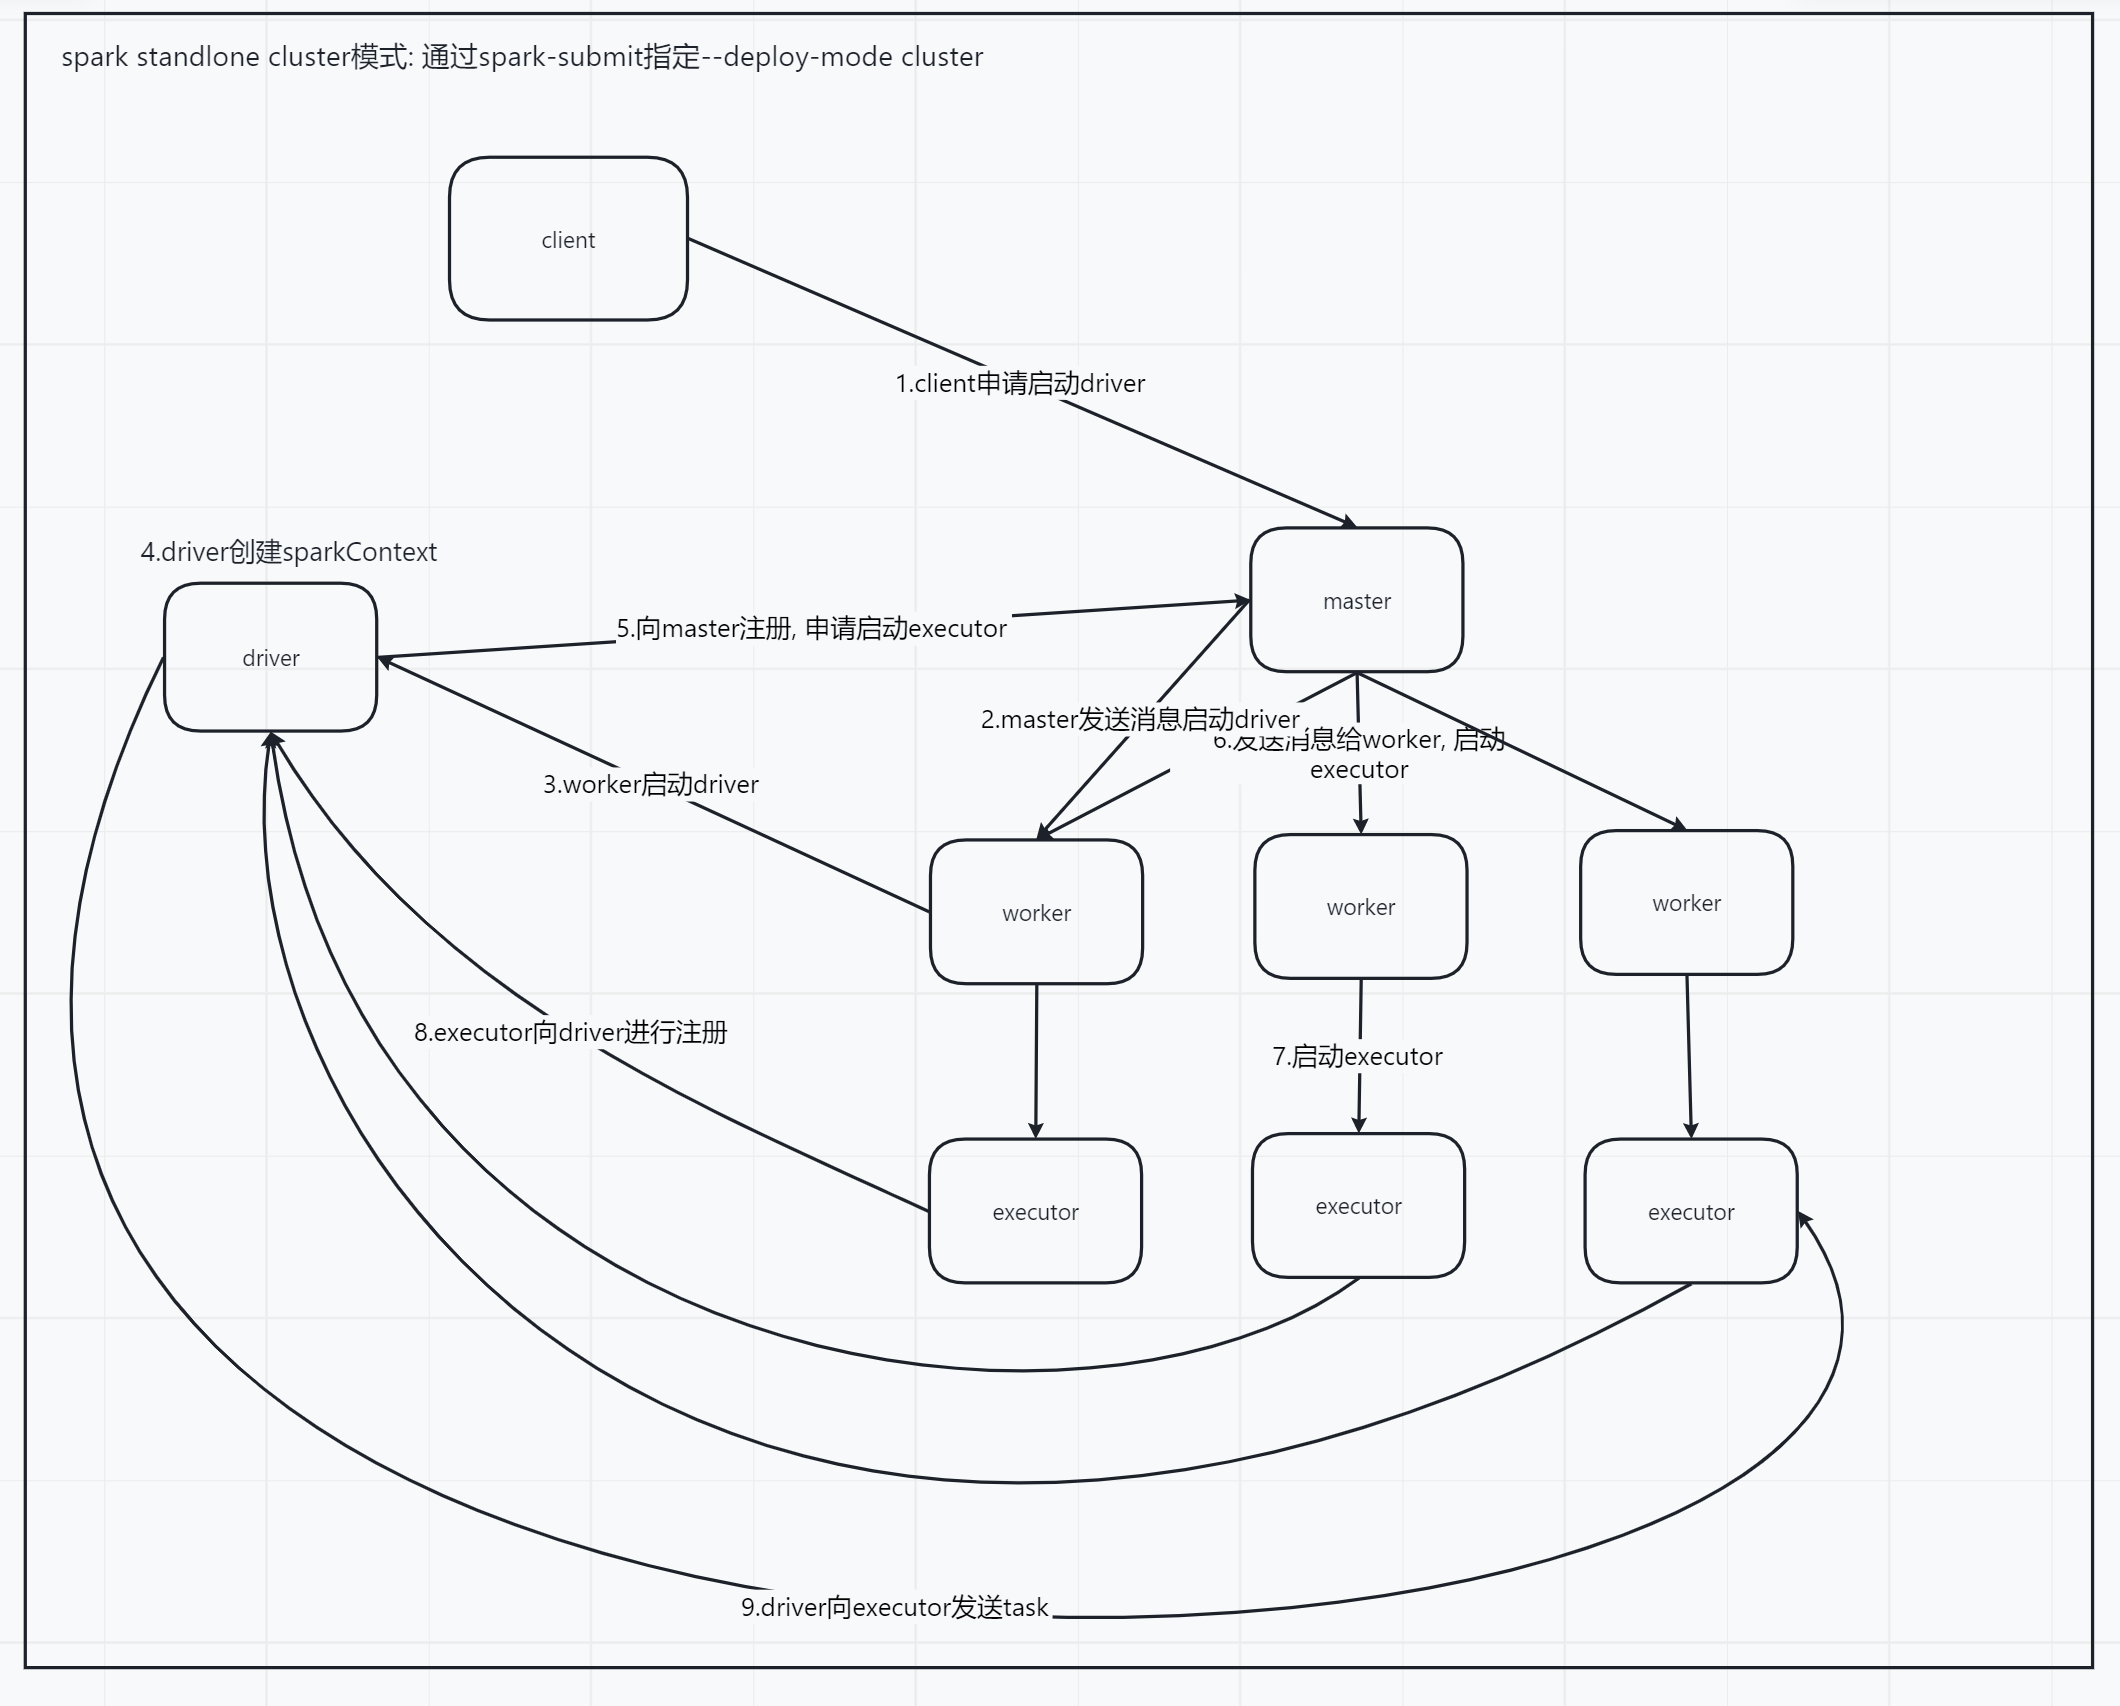 spark standlone cluster模式: 通过spark-submit指定--deploy-mode cluster
client
1.client申请启动driver
4.driver创建sparkContext
master
5.向master注册, 申请启动executor
driver
2.master发送消息启动driver
6.发送消息给worker, 启动
executor
3.worker启动driver
worker
worker
worker
8.executor向driver进行注册
7.启动executor
executor
executor
executor
9.driver向executor发送task